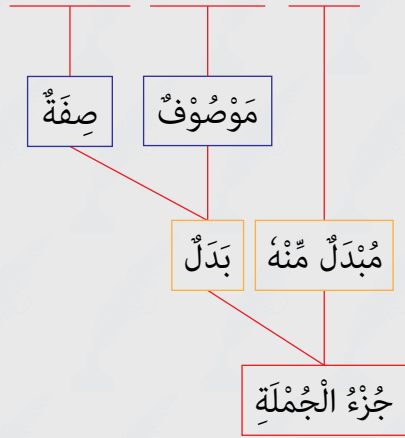 مَوْصُوْفٌ صِفَةٌ
مُبْدَلٌ مِّنْهٗ بَدَلٌ
جُزْءُ الْجُمْلَةِ